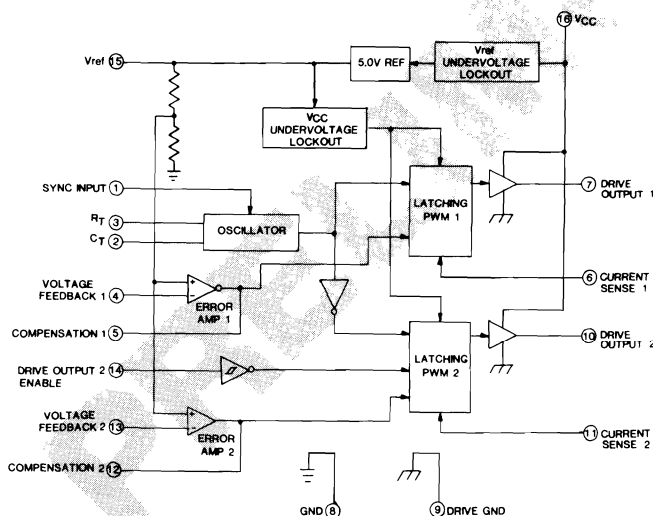 16 VCC
Vref 15
5.0V REF
Vref
UNDERVOLTAGE
LOCKOUT
VCC
UNDERVOLTAGE
LOCKOUT
SYNC INPUT 1
RT 3
CT 2
OSCILLATOR
LATCHING
PWM 1
7 DRIVE
OUTPUT 1
6 CURRENT
SENSE 1
VOLTAGE
FEEDBACK 1 4
+
−
ERROR
AMP 1
COMPENSATION 1 5
DRIVE OUTPUT 2 14
ENABLE
LATCHING
PWM 2
10 DRIVE
OUTPUT 2
VOLTAGE
FEEDBACK 2 13
+
−
ERROR
AMP 2
11 CURRENT
SENSE 2
COMPENSATION 2 12
GND 8
9 DRIVE GND